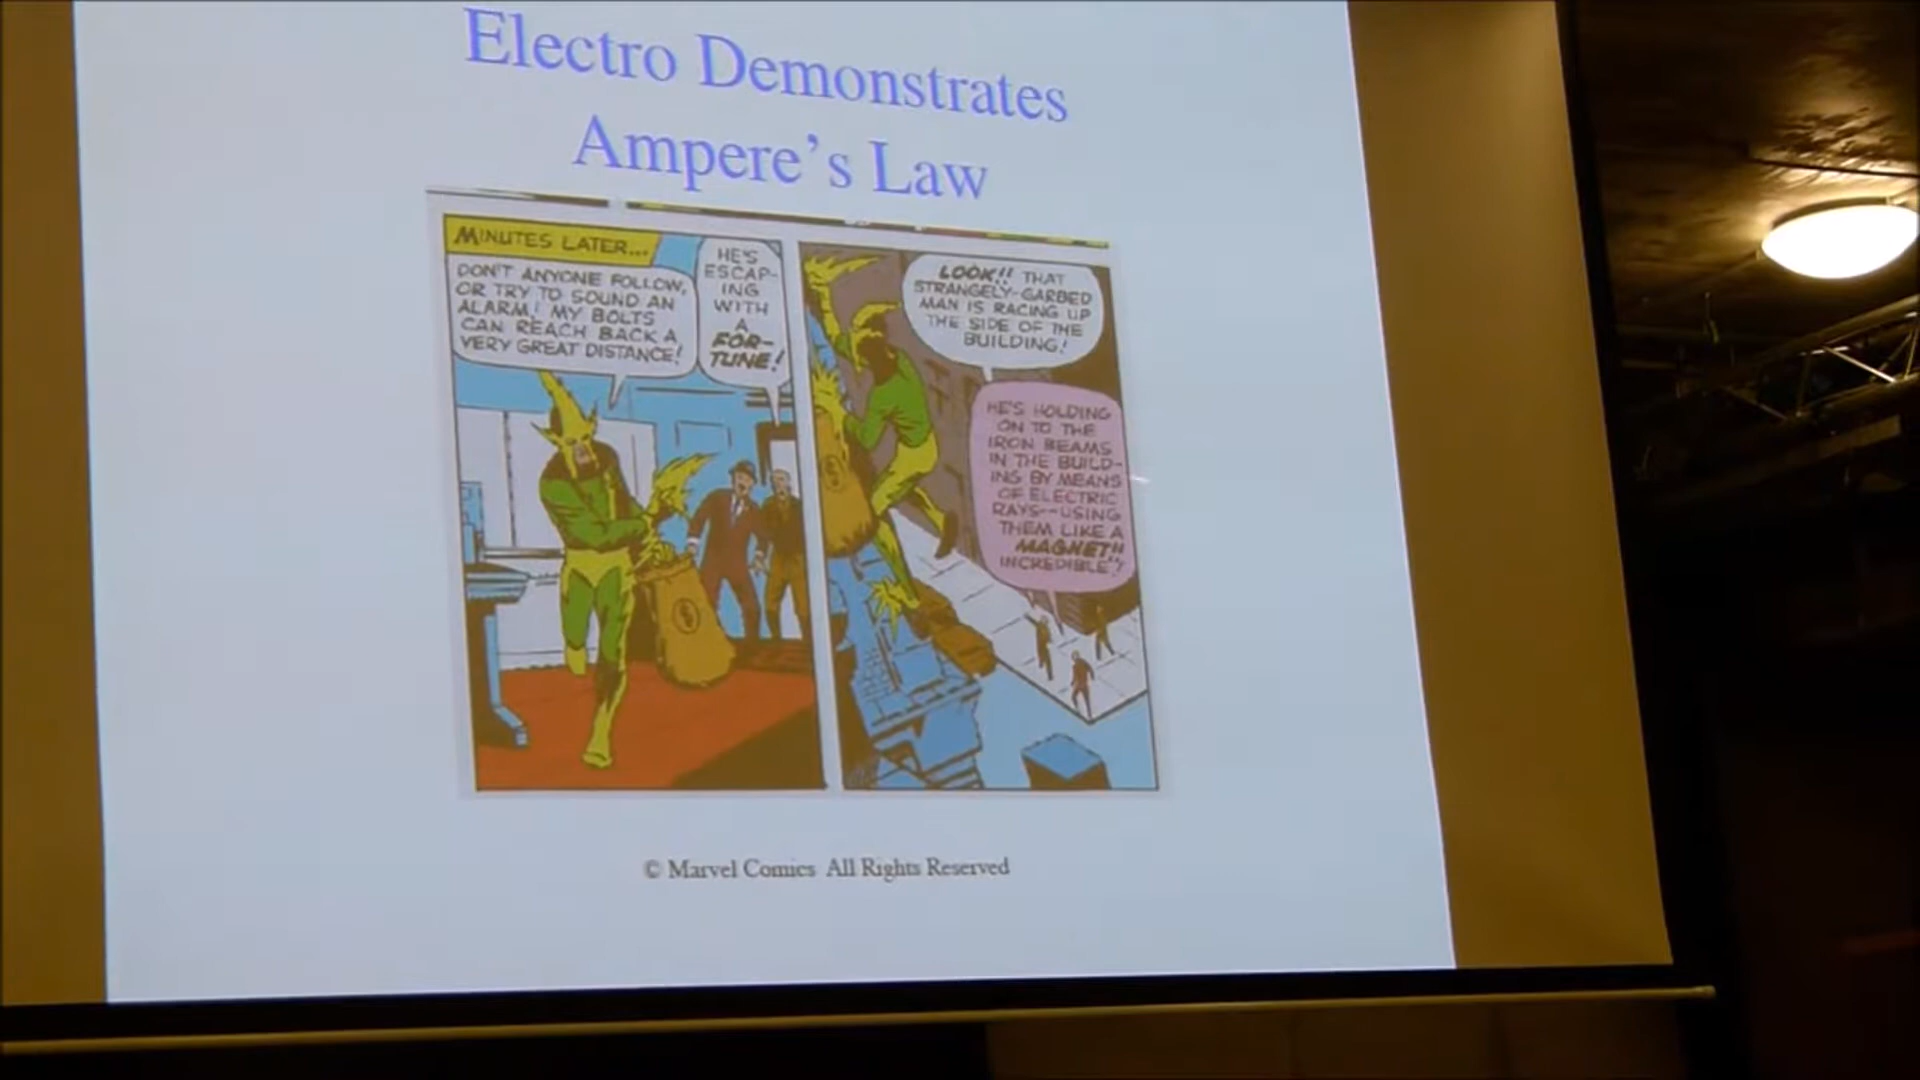 Electro Demonstrates
Ampere's Law
MINUTES LATER...
DON'T ANYONE FOLLOW,
OR TRY TO SOUND AN
ALARM! MY BOLTS
CAN REACH BACK A
VERY GREAT DISTANCE!
HE'S
ESCAP-
ING
WITH
A
FOR-
TUNE!
LOOK!! THAT
STRANGELY-GARBED
MAN IS RACING UP
THE SIDE OF THE
BUILDING!
HE'S HOLDING
ON TO THE
IRON BEAMS
IN THE BUILD-
ING BY MEANS
OF ELECTRIC
RAYS--USING
THEM LIKE A
MAGNET!!
INCREDIBLE!!
© Marvel Comics All Rights Reserved